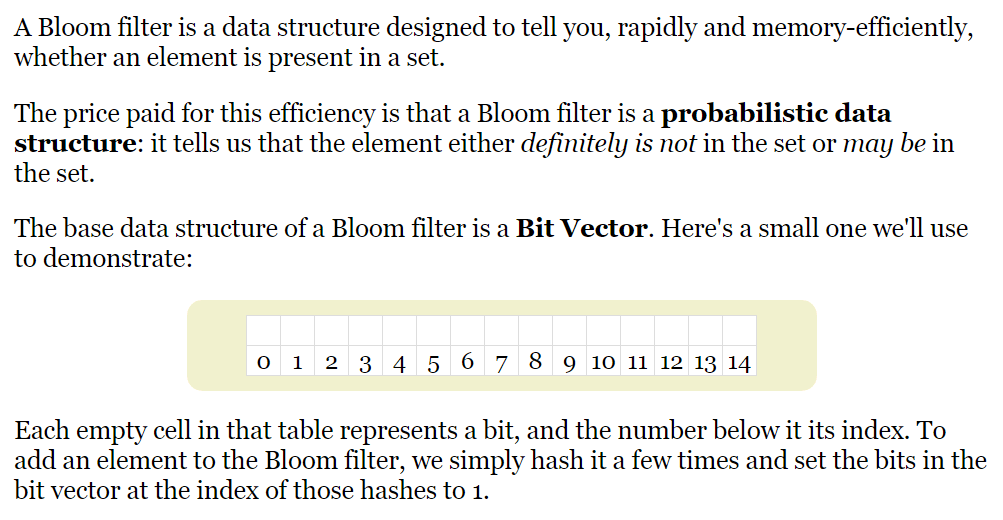 A Bloom filter is a data structure designed to tell you, rapidly and memory-efficiently,
whether an element is present in a set.
The price paid for this efficiency is that a Bloom filter is a probabilistic data
structure: it tells us that the element either definitely is not in the set or may be in
the set.
The base data structure of a Bloom filter is a Bit Vector. Here's a small one we'll use
to demonstrate:
0 1 2 3 4 5 6 7 8 9 10 11 12 13 14
Each empty cell in that table represents a bit, and the number below it its index. To
add an element to the Bloom filter, we simply hash it a few times and set the bits in the
bit vector at the index of those hashes to 1.